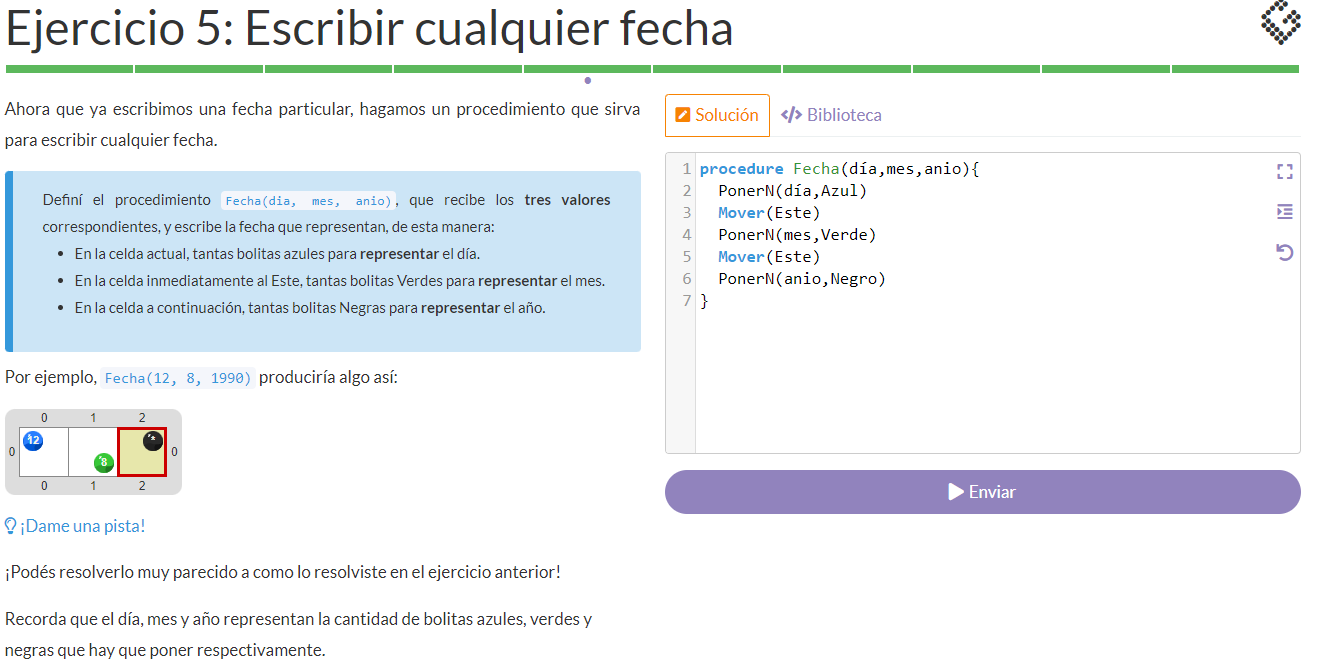 Ejercicio 5: Escribir cualquier fecha
Ahora que ya escribimos una fecha particular, hagamos un procedimiento que sirva
para escribir cualquier fecha.
Definí el procedimiento Fecha(dia, mes, anio), que recibe los tres valores
correspondientes, y escribe la fecha que representan, de esta manera:
• En la celda actual, tantas bolitas azules para representar el día.
• En la celda inmediatamente al Este, tantas bolitas Verdes para representar el mes.
• En la celda a continuación, tantas bolitas Negras para representar el año.
Por ejemplo, Fecha(12, 8, 1990) produciría algo así:
0 1 2
0 12 8 * 0
0 1 2
¡Dame una pista!
¡Podés resolverlo muy parecido a como lo resolviste en el ejercicio anterior!
Recorda que el día, mes y año representan la cantidad de bolitas azules, verdes y
negras que hay que poner respectivamente.
Solución </> Biblioteca
1 procedure Fecha(día,mes,anio){
2 PonerN(día,Azul)
3 Mover(Este)
4 PonerN(mes,Verde)
5 Mover(Este)
6 PonerN(anio,Negro)
7 }
Enviar